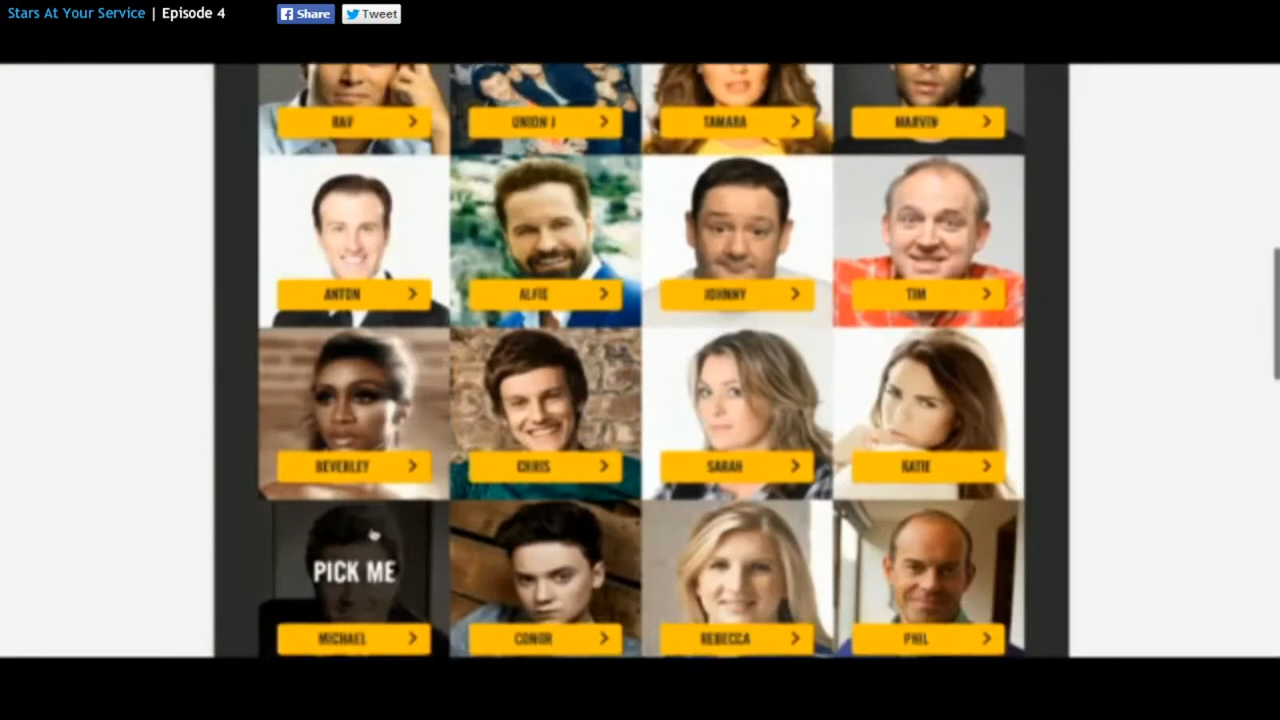 Stars At Your Service | Episode 4
Share
Tweet
RAY
UNION J
TAMARA
MARVIN
ANTON
ALFIE
JOHNNY
TIM
BEVERLEY
CHRIS
SARAH
KATIE
PICK ME
MICHAEL
CONOR
REBECCA
PHIL